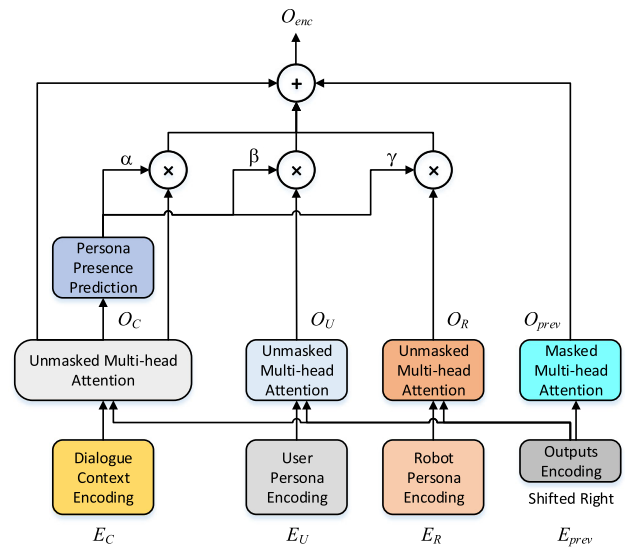 O_enc
+
α
×
β
×
γ
×
Persona
Presence
Prediction
O_C
O_U
O_R
O_prev
Unmasked Multi-head
Attention
Unmasked
Multi-head
Attention
Unmasked
Multi-head
Attention
Masked
Multi-head
Attention
Dialogue
Context
Encoding
User
Persona
Encoding
Robot
Persona
Encoding
Outputs
Encoding
Shifted Right
E_C
E_U
E_R
E_prev